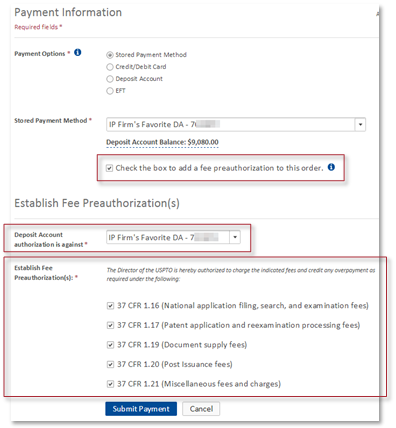 Payment Information
Required fields *
Payment Options *
Stored Payment Method
Credit/Debit Card
Deposit Account
EFT
Stored Payment Method *
IP Firm's Favorite DA - 70
Deposit Account Balance: $9,080.00
Check the box to add a fee preauthorization to this order.
Establish Fee Preauthorization(s)
Deposit Account
authorization is against *
IP Firm's Favorite DA - 7
Establish Fee
Preauthorization(s): *
The Director of the USPTO is hereby authorized to charge the indicated fees and credit any overpayment as
required under the following:
37 CFR 1.16 (National application filing, search, and examination fees)
37 CFR 1.17 (Patent application and reexamination processing fees)
37 CFR 1.19 (Document supply fees)
37 CFR 1.20 (Post Issuance fees)
37 CFR 1.21 (Miscellaneous fees and charges)
Submit Payment
Cancel